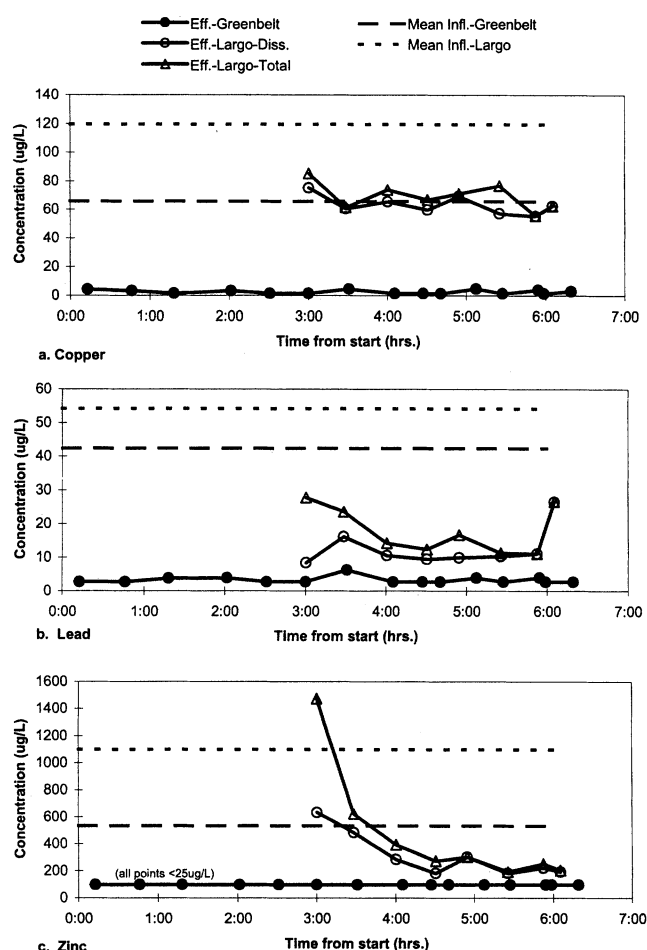 Eff.-Greenbelt
Mean Infl.-Greenbelt
Eff.-Largo-Diss.
Mean Infl.-Largo
Eff.-Largo-Total
Concentration (ug/L)
140
120
100
80
60
40
20
0
0:00 1:00 2:00 3:00 4:00 5:00 6:00 7:00
Time from start (hrs.)
a. Copper
Concentration (ug/L)
60
50
40
30
20
10
0
0:00 1:00 2:00 3:00 4:00 5:00 6:00 7:00
b. Lead
Time from start (hrs.)
Concentration (ug/L)
1600
1400
1200
1000
800
600
400
200
0
(all points <25ug/L)
0:00 1:00 2:00 3:00 4:00 5:00 6:00 7:00
c. Zinc
Time from start (hrs.)